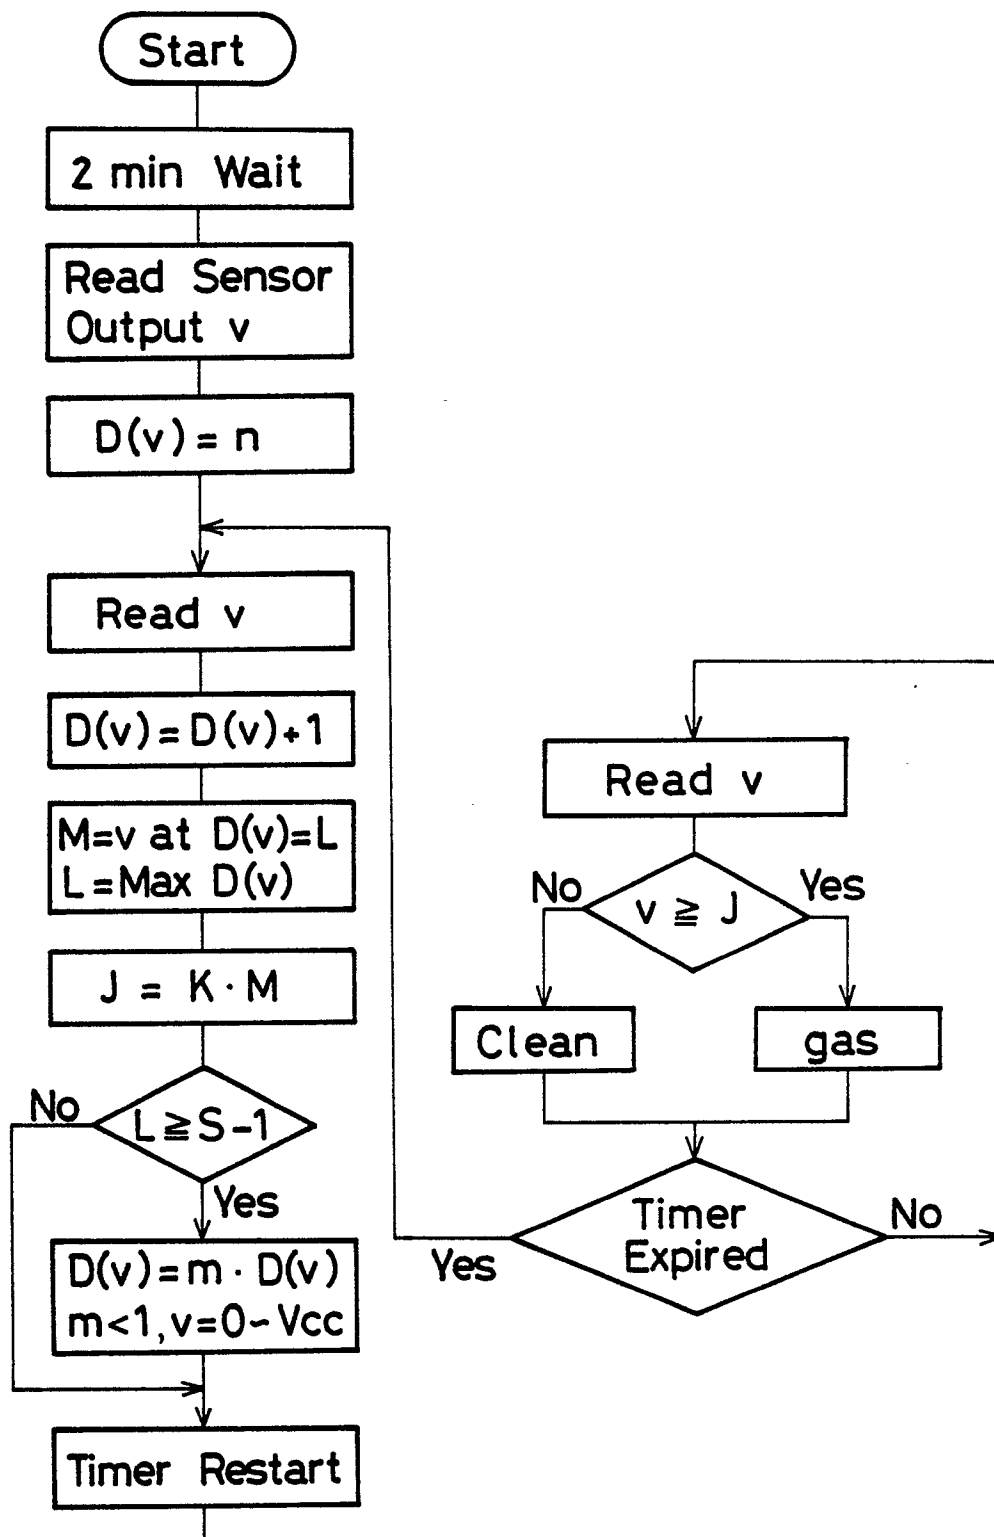 Start
2 min Wait
Read Sensor
Output v
D(v) = n
Read v
D(v) = D(v)+1
M=v at D(v)=L
L=Max D(v)
J = K · M
L ≧ S-1
No
Yes
D(v)=m · D(v)
m<1, v=0~Vcc
Timer Restart
Read v
v ≧ J
No
Yes
Clean
gas
Timer
Expired
Yes
No